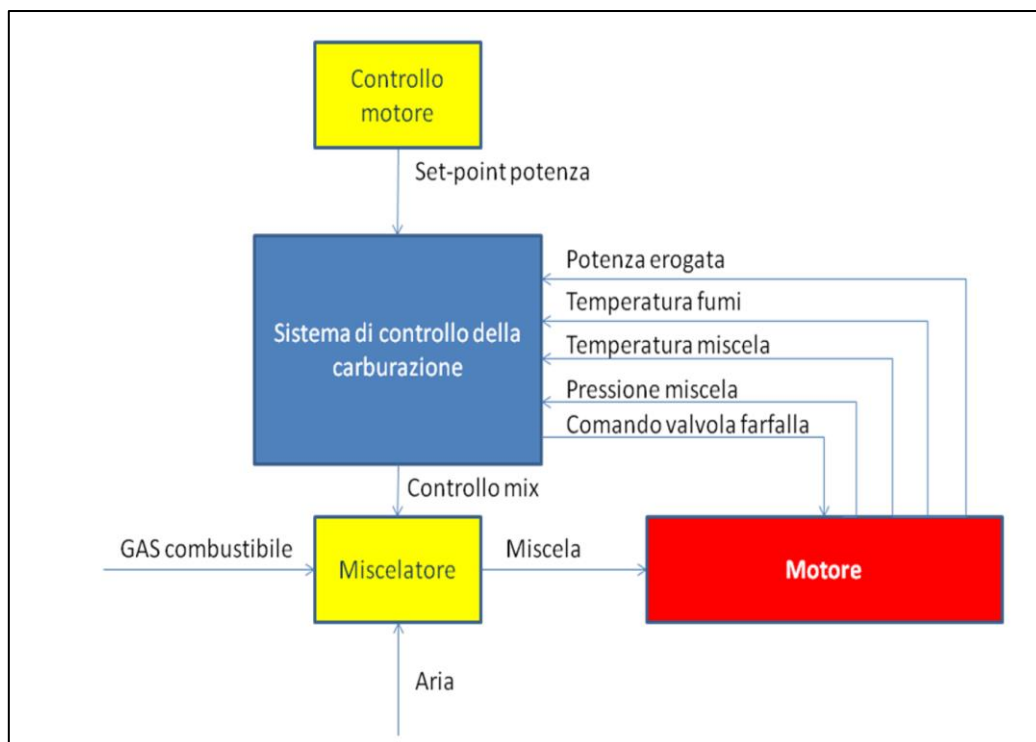 Controllo
motore
Set-point potenza
Potenza erogata
Temperatura fumi
Sistema di controllo della
carburazione
Temperatura miscela
Pressione miscela
Comando valvola farfalla
Controllo mix
GAS combustibile
Miscelatore
Miscela
Motore
Aria